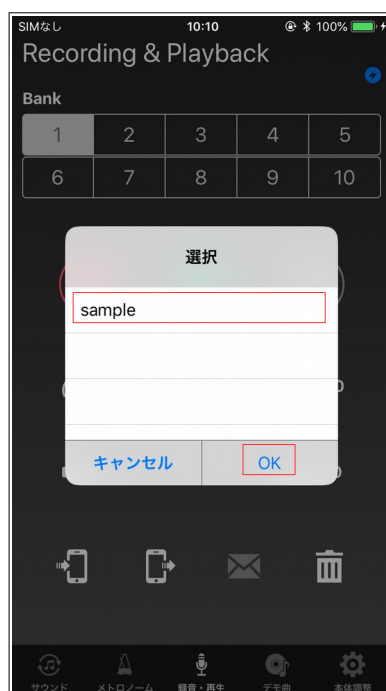 SIMなし 10:10 100%
Recording & Playback
Bank
1 2 3 4 5
6 7 8 9 10
選択
sample
キャンセル OK
サウンド メトロノーム 録音・再生 デモ曲 本体調整